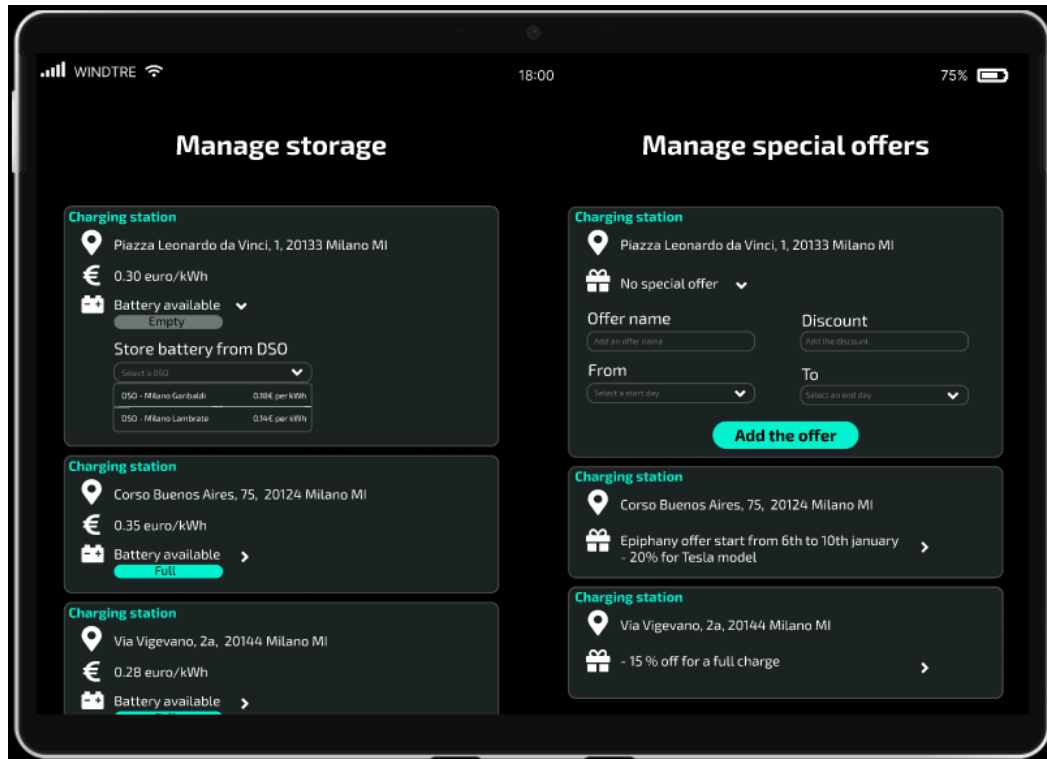 WINDTRE
18:00
75%
Manage storage
Charging station
Piazza Leonardo da Vinci, 1, 20133 Milano MI
0.30 euro/kWh
Battery available
Empty
Store battery from DSO
Select a DSO
DSO - Milano Garibaldi 0.18€ per kWh
DSO - Milano Lambrate 0.14€ per kWh
Charging station
Corso Buenos Aires, 75, 20124 Milano MI
0.35 euro/kWh
Battery available
Full
Charging station
Via Vigevano, 2a, 20144 Milano MI
0.28 euro/kWh
Battery available
Manage special offers
Charging station
Piazza Leonardo da Vinci, 1, 20133 Milano MI
No special offer
Offer name
Add an offer name
Discount
Add the discount
From
Select a start day
To
Select an end day
Add the offer
Charging station
Corso Buenos Aires, 75, 20124 Milano MI
Epiphany offer start from 6th to 10th january
- 20% for Tesla model
Charging station
Via Vigevano, 2a, 20144 Milano MI
- 15 % off for a full charge